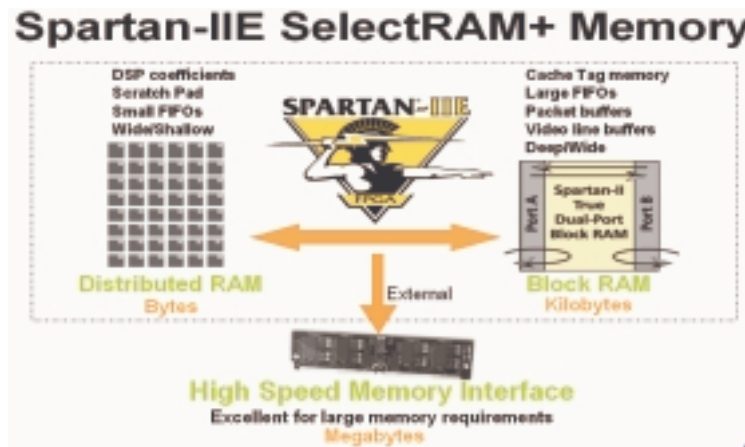 Spartan-IIE SelectRAM+ Memory
DSP coefficients
Scratch Pad
Small FIFOs
Wide/Shallow
SPARTAN-IIE
FPGA
Cache Tag memory
Large FIFOs
Packet buffers
Video line buffers
Deep/Wide
Port A
Spartan-II
True
Dual-Port
Block RAM
Port B
Distributed RAM
Bytes
Block RAM
Kilobytes
External
High Speed Memory Interface
Excellent for large memory requirements
Megabytes